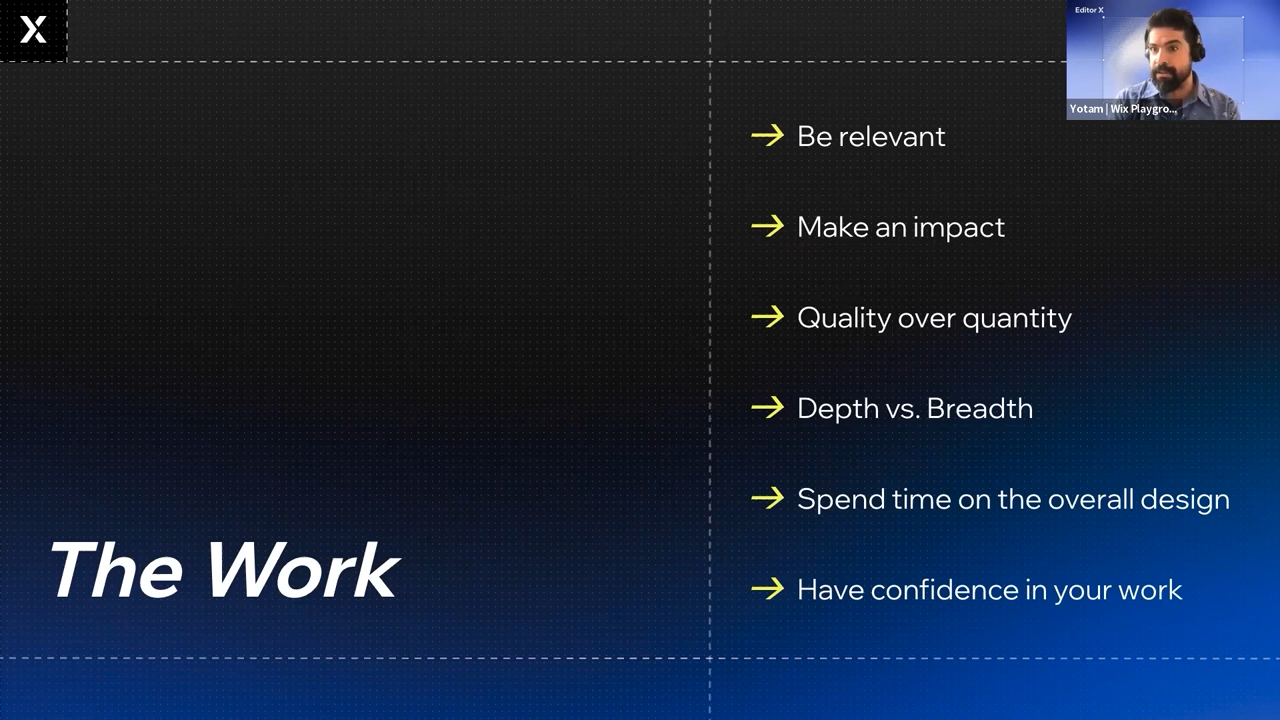 X
Editor X
Yotam | Wix Playgro...
Be relevant
Make an impact
Quality over quantity
Depth vs. Breadth
Spend time on the overall design
Have confidence in your work
The Work